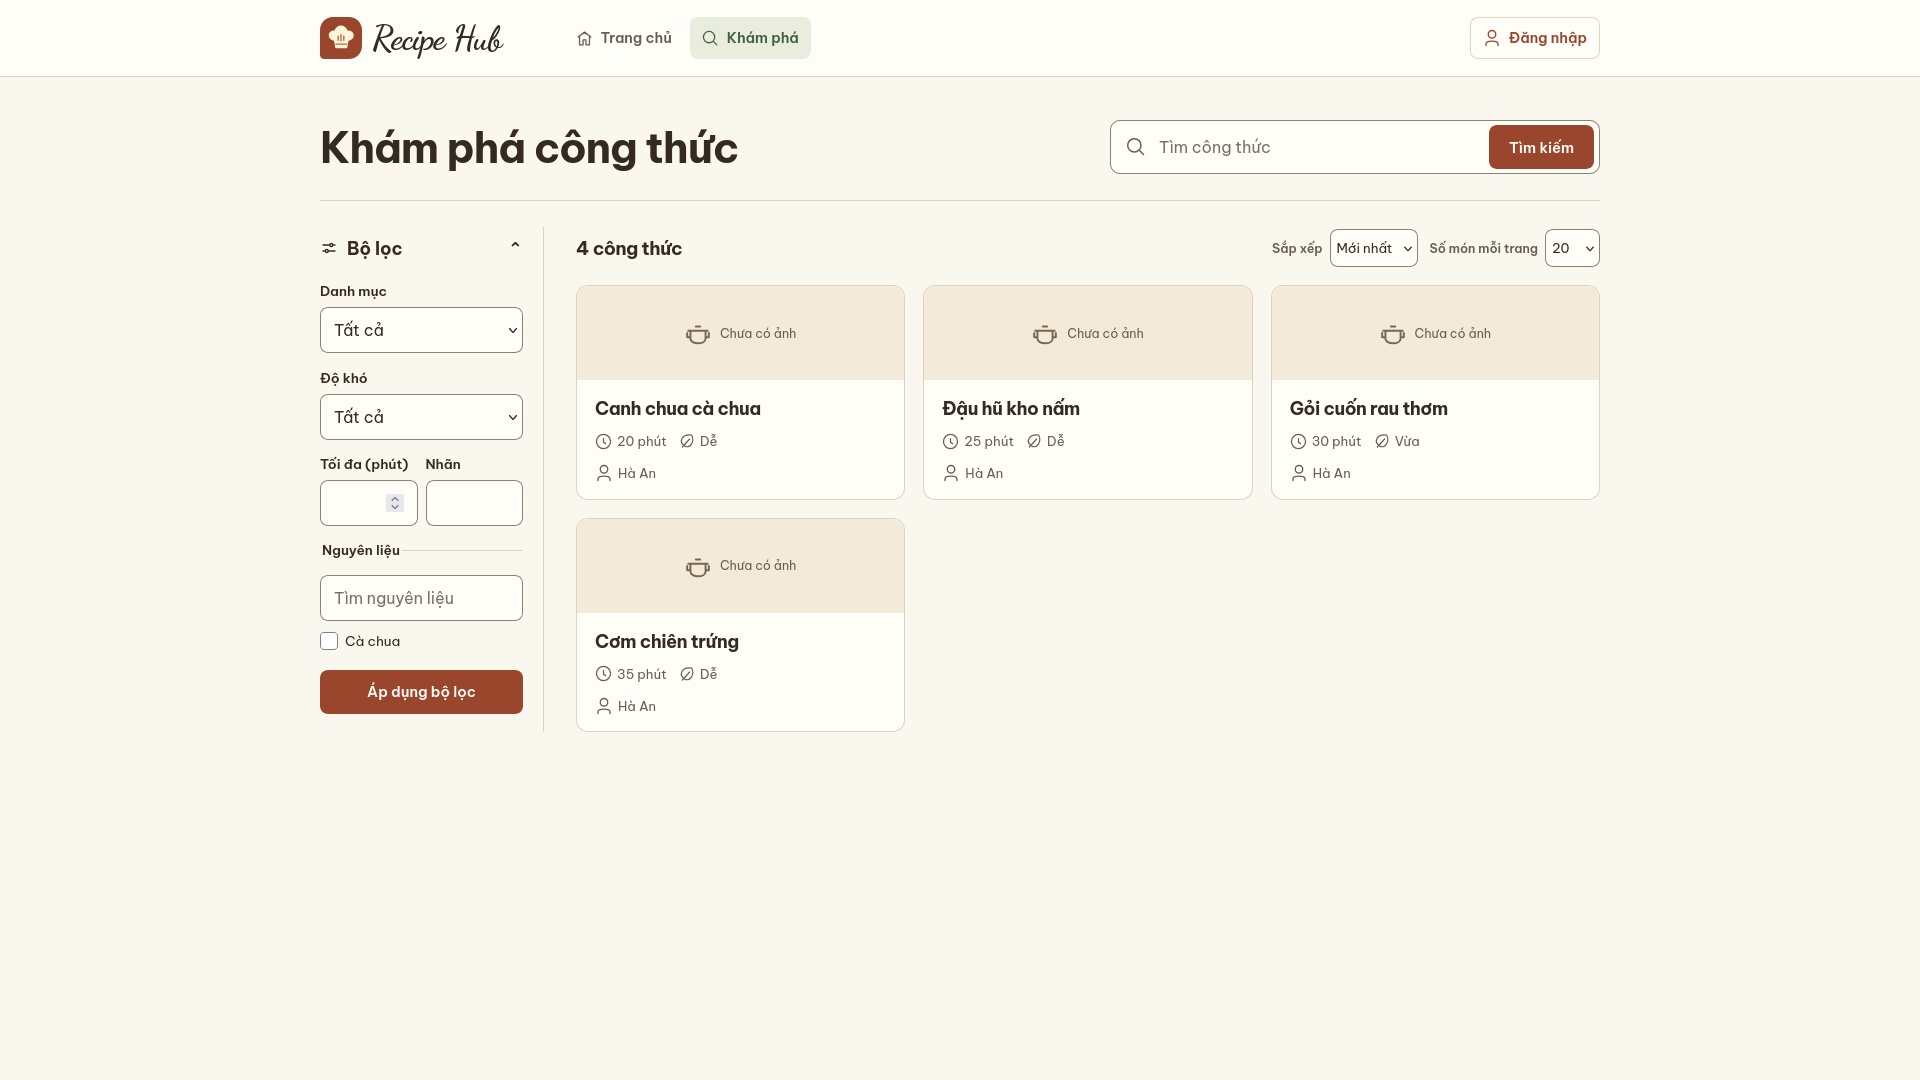 Recipe Hub
Trang chủ
Khám phá
Đăng nhập
Khám phá công thức
Tìm công thức
Tìm kiếm
Bộ lọc
Danh mục
Tất cả
Độ khó
Tất cả
Tối đa (phút)
Nhãn
Nguyên liệu
Tìm nguyên liệu
Cà chua
Áp dụng bộ lọc
4 công thức
Sắp xếp
Mới nhất
Số món mỗi trang
20
Chưa có ảnh
Canh chua cà chua
20 phút
Dễ
Hà An
Chưa có ảnh
Đậu hũ kho nấm
25 phút
Dễ
Hà An
Chưa có ảnh
Gỏi cuốn rau thơm
30 phút
Vừa
Hà An
Chưa có ảnh
Cơm chiên trứng
35 phút
Dễ
Hà An